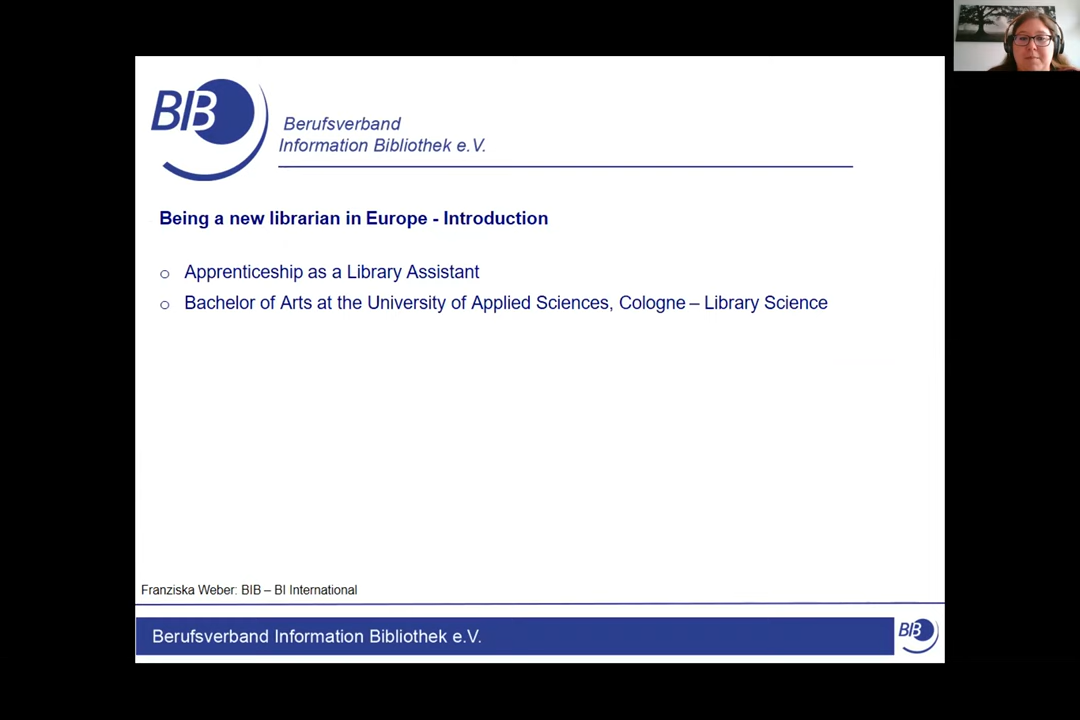 BIB
Berufsverband
Information Bibliothek e.V.
Being a new librarian in Europe - Introduction
o Apprenticeship as a Library Assistant
o Bachelor of Arts at the University of Applied Sciences, Cologne – Library Science
Franziska Weber: BIB – BI International
Berufsverband Information Bibliothek e.V.
BIB